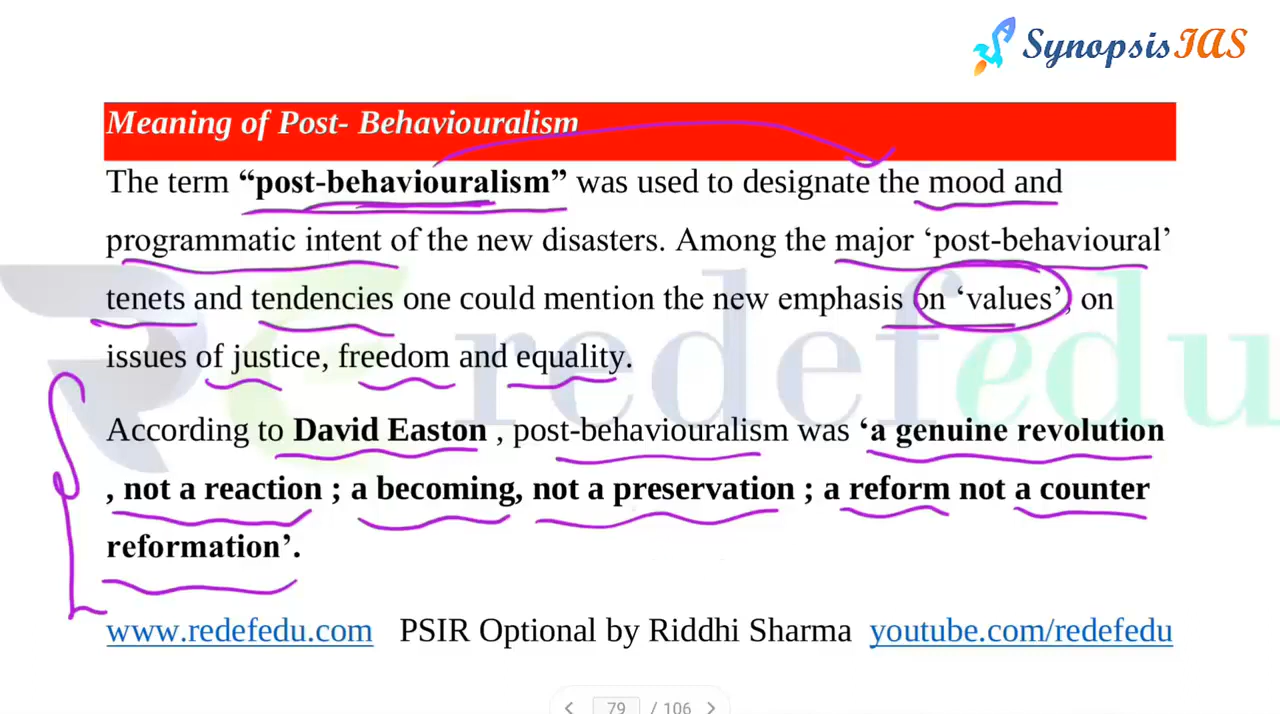 SynopsisIAS
Meaning of Post- Behaviouralism
The term “post-behaviouralism” was used to designate the mood and
programmatic intent of the new disasters. Among the major ‘post-behavioural’
tenets and tendencies one could mention the new emphasis on ‘values’, on
issues of justice, freedom and equality.
redefedu
According to David Easton , post-behaviouralism was ‘a genuine revolution
, not a reaction ; a becoming, not a preservation ; a reform not a counter
reformation’.
www.redefedu.com PSIR Optional by Riddhi Sharma youtube.com/redefedu
79 / 106